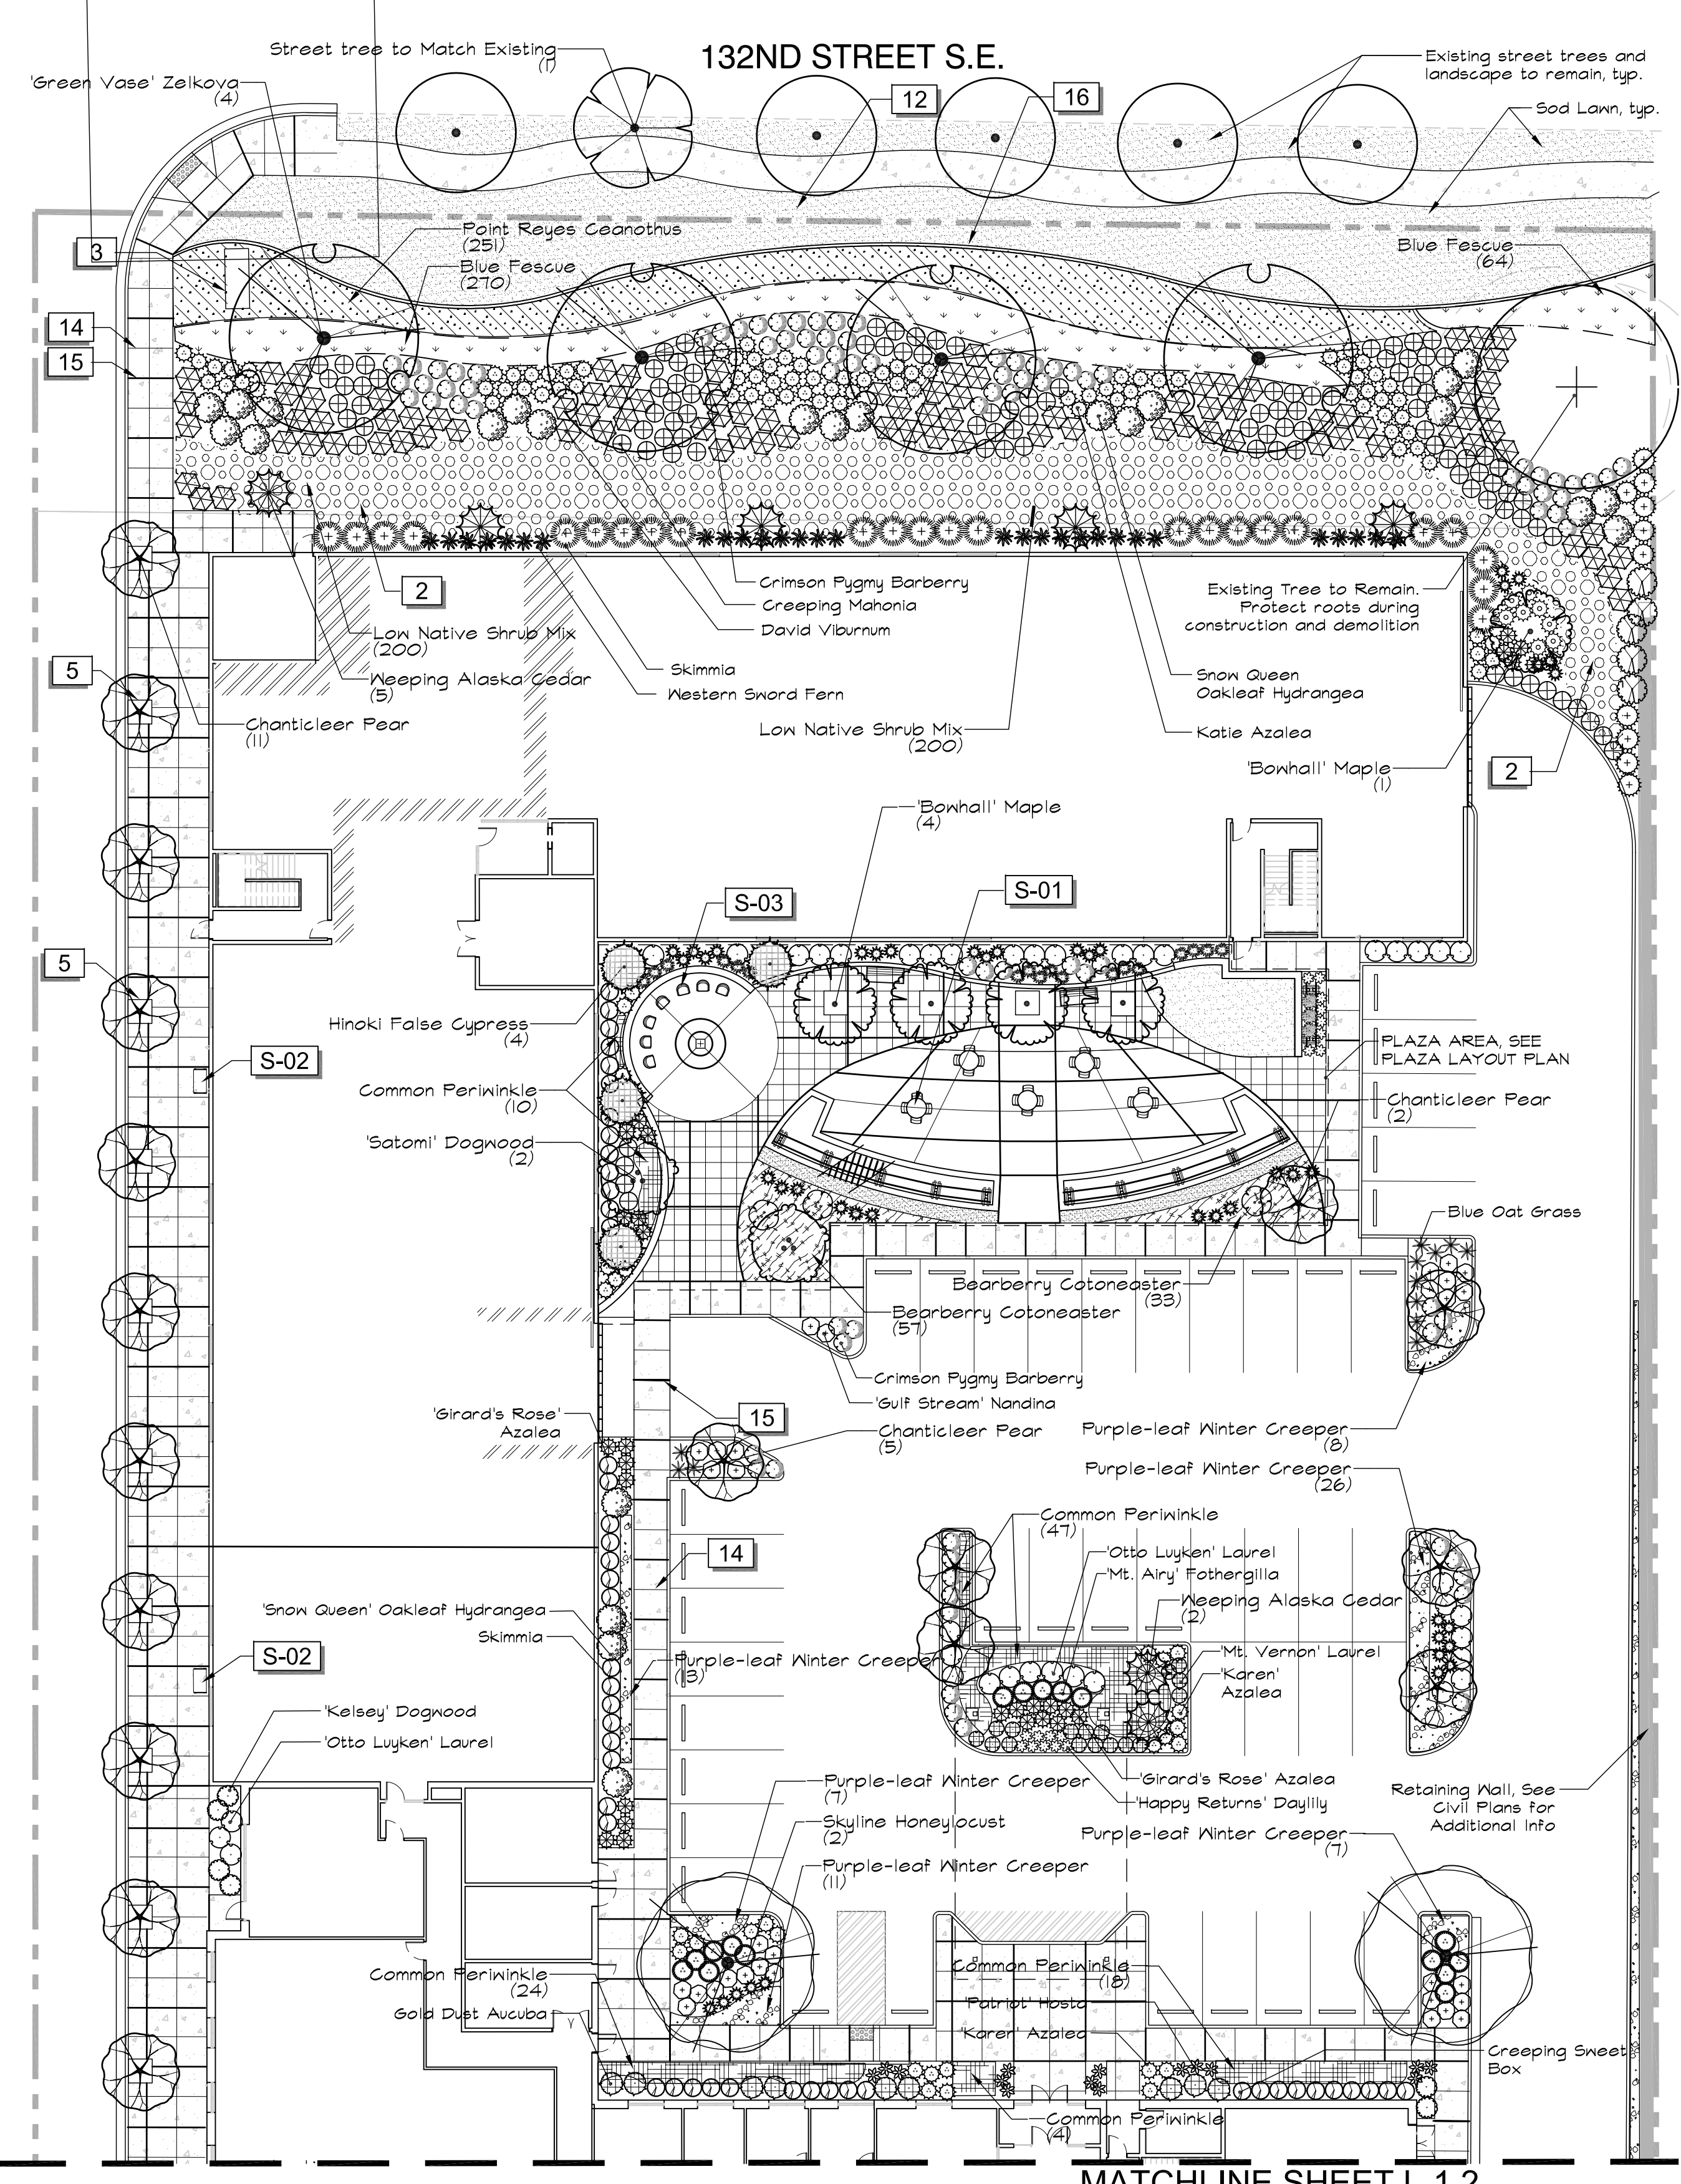 132ND STREET S.E.
Street tree to Match Existing
(1)
'Green Vase' Zelkova
(4)
Existing street trees and
landscape to remain, typ.
Sod Lawn, typ.
12
16
3
Point Reyes Ceanothus
(251)
Blue Fescue
(270)
Blue Fescue
(64)
14
15
2
Crimson Pygmy Barberry
Creeping Mahonia
David Viburnum
Existing Tree to Remain.
Protect roots during
construction and demolition
Low Native Shrub Mix
(200)
Weeping Alaska Cedar
(5)
Skimmia
Western Sword Fern
Snow Queen
Oakleaf Hydrangea
5
Chanticleer Pear
(11)
Low Native Shrub Mix
(200)
Katie Azalea
'Bowhall' Maple
(1)
2
'Bowhall' Maple
(4)
S-03
S-01
5
Hinoki False Cypress
(4)
S-02
PLAZA AREA, SEE
PLAZA LAYOUT PLAN
Common Periwinkle
(10)
Chanticleer Pear
(2)
'Satomi' Dogwood
(2)
Blue Oat Grass
Bearberry Cotoneaster
(33)
Bearberry Cotoneaster
(57)
Crimson Pygmy Barberry
'Gulf Stream' Nandina
'Girard's Rose'
Azalea
15
Chanticleer Pear
(5)
Purple-leaf Winter Creeper
(8)
Purple-leaf Winter Creeper
(26)
Common Periwinkle
(47)
14
'Otto Luyken' Laurel
'Mt. Airy' Fothergilla
Weeping Alaska Cedar
(2)
'Snow Queen' Oakleaf Hydrangea
Skimmia
S-02
Purple-leaf Winter Creeper
(13)
'Mt. Vernon' Laurel
'Karen'
Azalea
'Kelsey' Dogwood
'Otto Luyken' Laurel
Purple-leaf Winter Creeper
(7)
'Girard's Rose' Azalea
'Happy Returns' Daylily
Retaining Wall, See
Civil Plans for
Additional Info
Skyline Honeylocust
(2)
Purple-leaf Winter Creeper
(7)
Purple-leaf Winter Creeper
(11)
Common Periwinkle
(24)
Gold Dust Aucuba
Common Periwinkle
(18)
'Patriot' Hosta
'Karen' Azalea
Creeping Sweet
Box
Common Periwinkle
(4)
MATCHLINE SHEET L-1.2